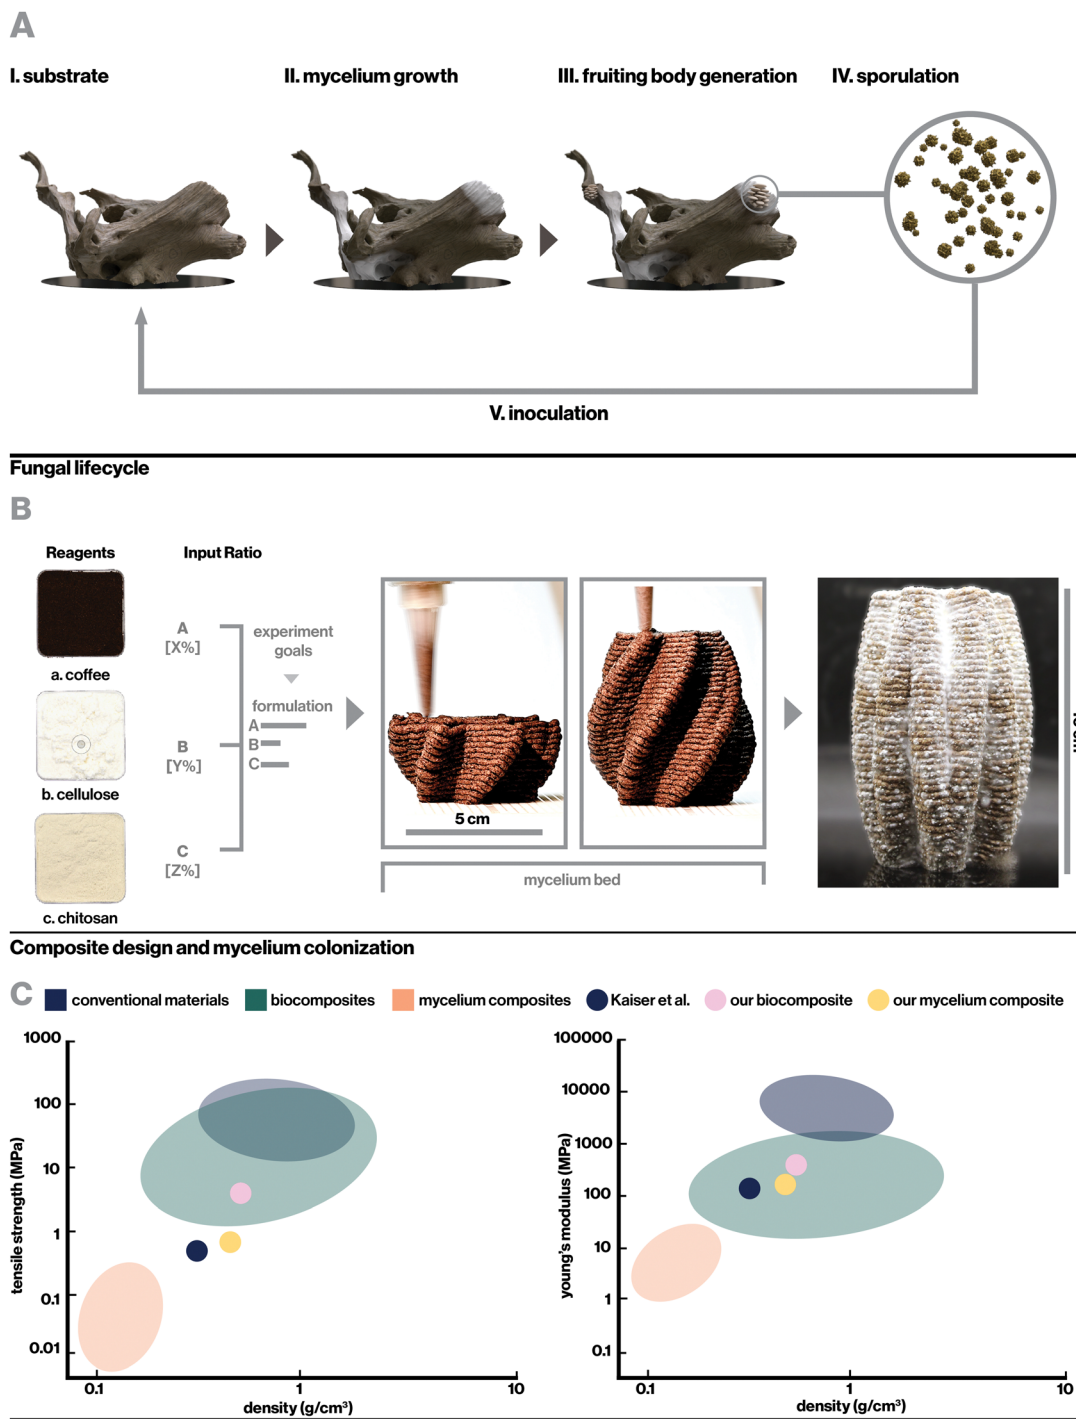 A
I. substrate
II. mycelium growth
III. fruiting body generation
IV. sporulation
V. inoculation
Fungal lifecycle
B
Reagents
Input Ratio
a. coffee
b. cellulose
c. chitosan
A
[X%]
B
[Y%]
C
[Z%]
experiment
goals
formulation
A
B
C
5 cm
mycelium bed
Composite design and mycelium colonization
C
conventional materials
biocomposites
mycelium composites
Kaiser et al.
our biocomposite
our mycelium composite
tensile strength (MPa)
1000
100
10
1
0.1
0.01
0.1
1
10
density (g/cm³)
young's modulus (MPa)
100000
10000
1000
100
10
1
0.1
0.1
1
10
density (g/cm³)